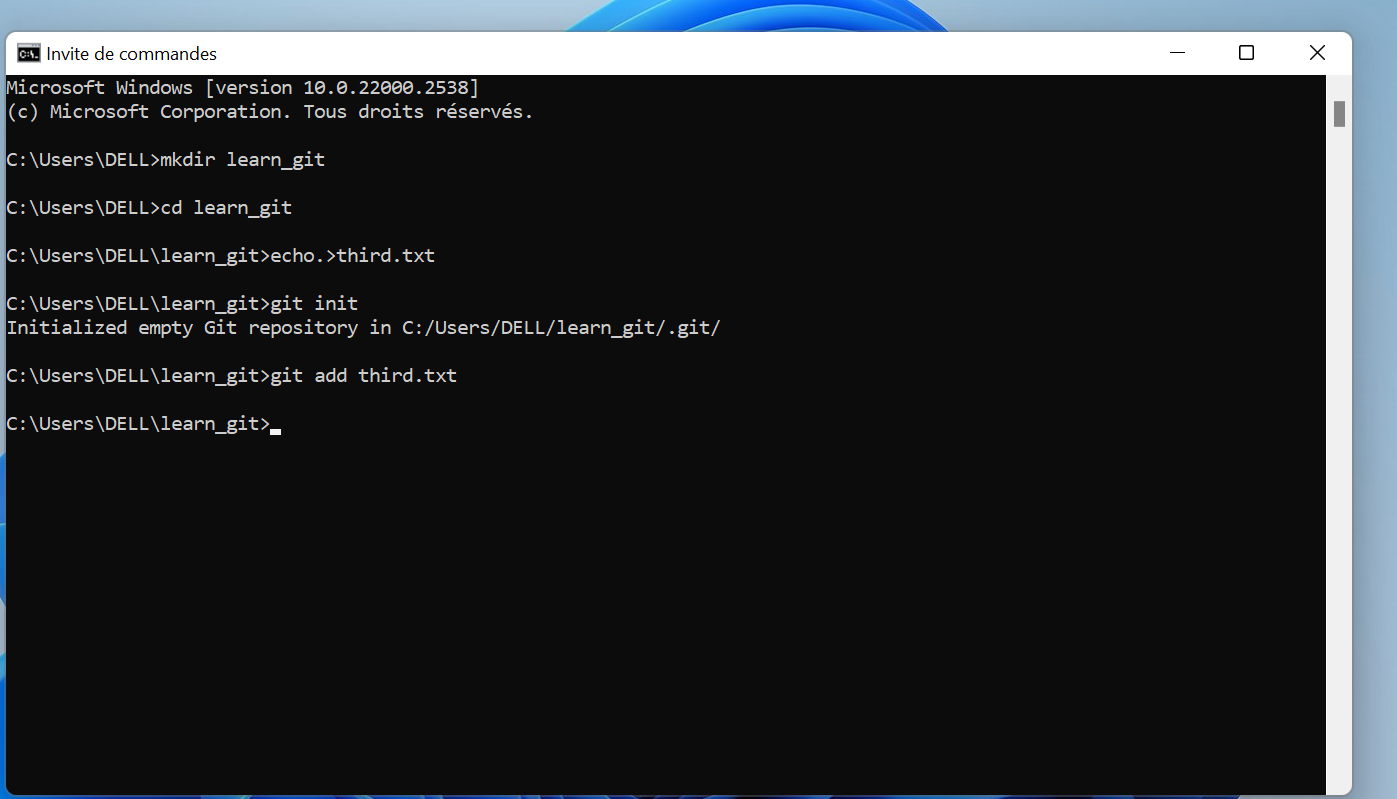 Invite de commandes
Microsoft Windows [version 10.0.22000.2538]
(c) Microsoft Corporation. Tous droits réservés.
C:\Users\DELL>mkdir learn_git
C:\Users\DELL>cd learn_git
C:\Users\DELL\learn_git>echo.>third.txt
C:\Users\DELL\learn_git>git init
Initialized empty Git repository in C:/Users/DELL/learn_git/.git/
C:\Users\DELL\learn_git>git add third.txt
C:\Users\DELL\learn_git>